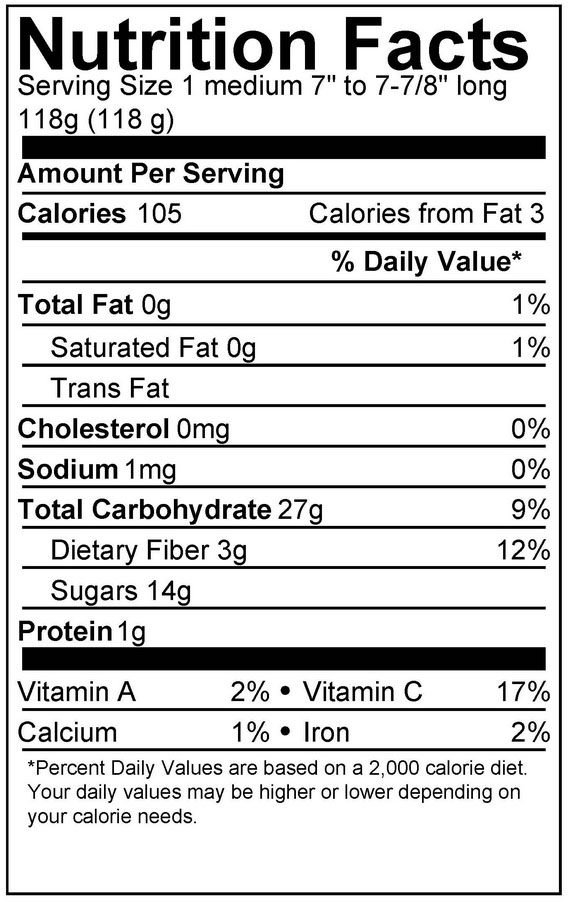 Nutrition Facts
Serving Size 1 medium 7" to 7-7/8" long
118g (118 g)
Amount Per Serving
Calories 105 Calories from Fat 3
% Daily Value*
Total Fat 0g 1%
Saturated Fat 0g 1%
Trans Fat
Cholesterol 0mg 0%
Sodium 1mg 0%
Total Carbohydrate 27g 9%
Dietary Fiber 3g 12%
Sugars 14g
Protein 1g
Vitamin A 2% • Vitamin C 17%
Calcium 1% • Iron 2%
*Percent Daily Values are based on a 2,000 calorie diet.
Your daily values may be higher or lower depending on
your calorie needs.